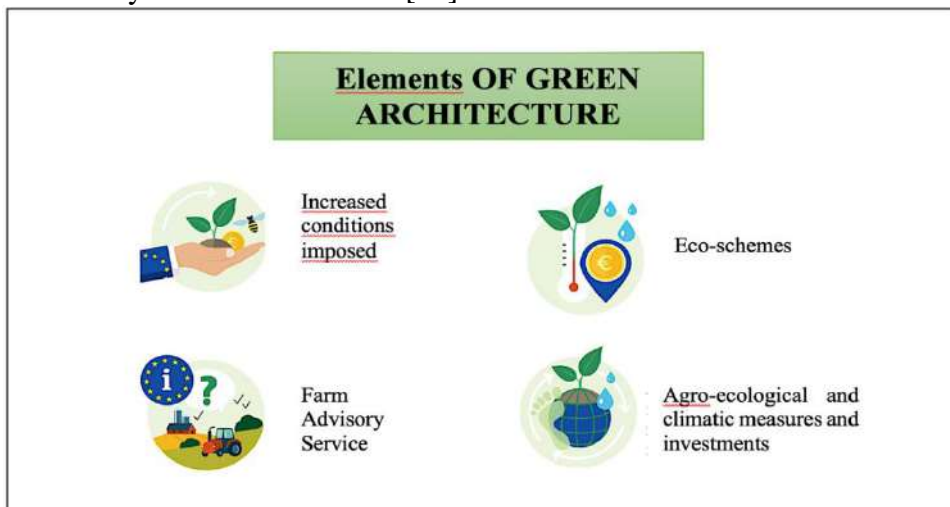 Elements OF GREEN
ARCHITECTURE
Increased
conditions
imposed
Eco-schemes
Farm
Advisory
Service
Agro-ecological and
climatic measures and
investments